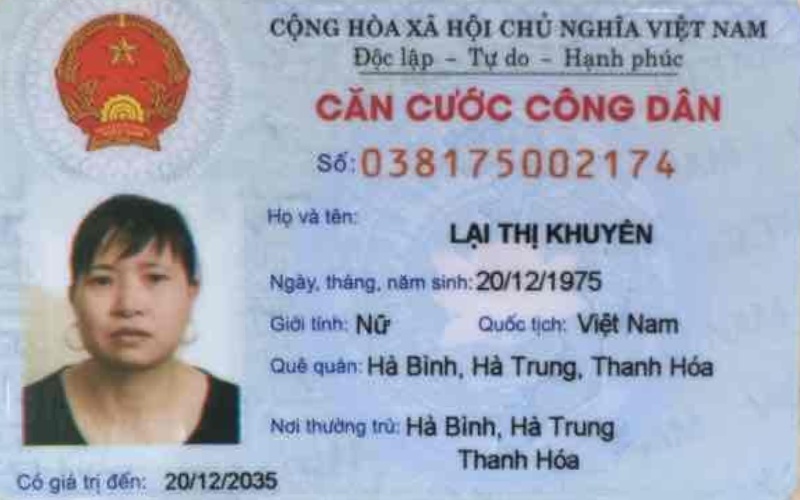 CỘNG HÒA XÃ HỘI CHỦ NGHĨA VIỆT NAM
Độc lập - Tự do - Hạnh phúc
CĂN CƯỚC CÔNG DÂN
Số: 038175002174
Họ và tên:
LẠI THỊ KHUYÊN
Ngày, tháng, năm sinh: 20/12/1975
Giới tính: Nữ Quốc tịch: Việt Nam
Quê quán: Hà Bình, Hà Trung, Thanh Hóa
Nơi thường trú: Hà Bình, Hà Trung
Thanh Hóa
Có giá trị đến: 20/12/2035